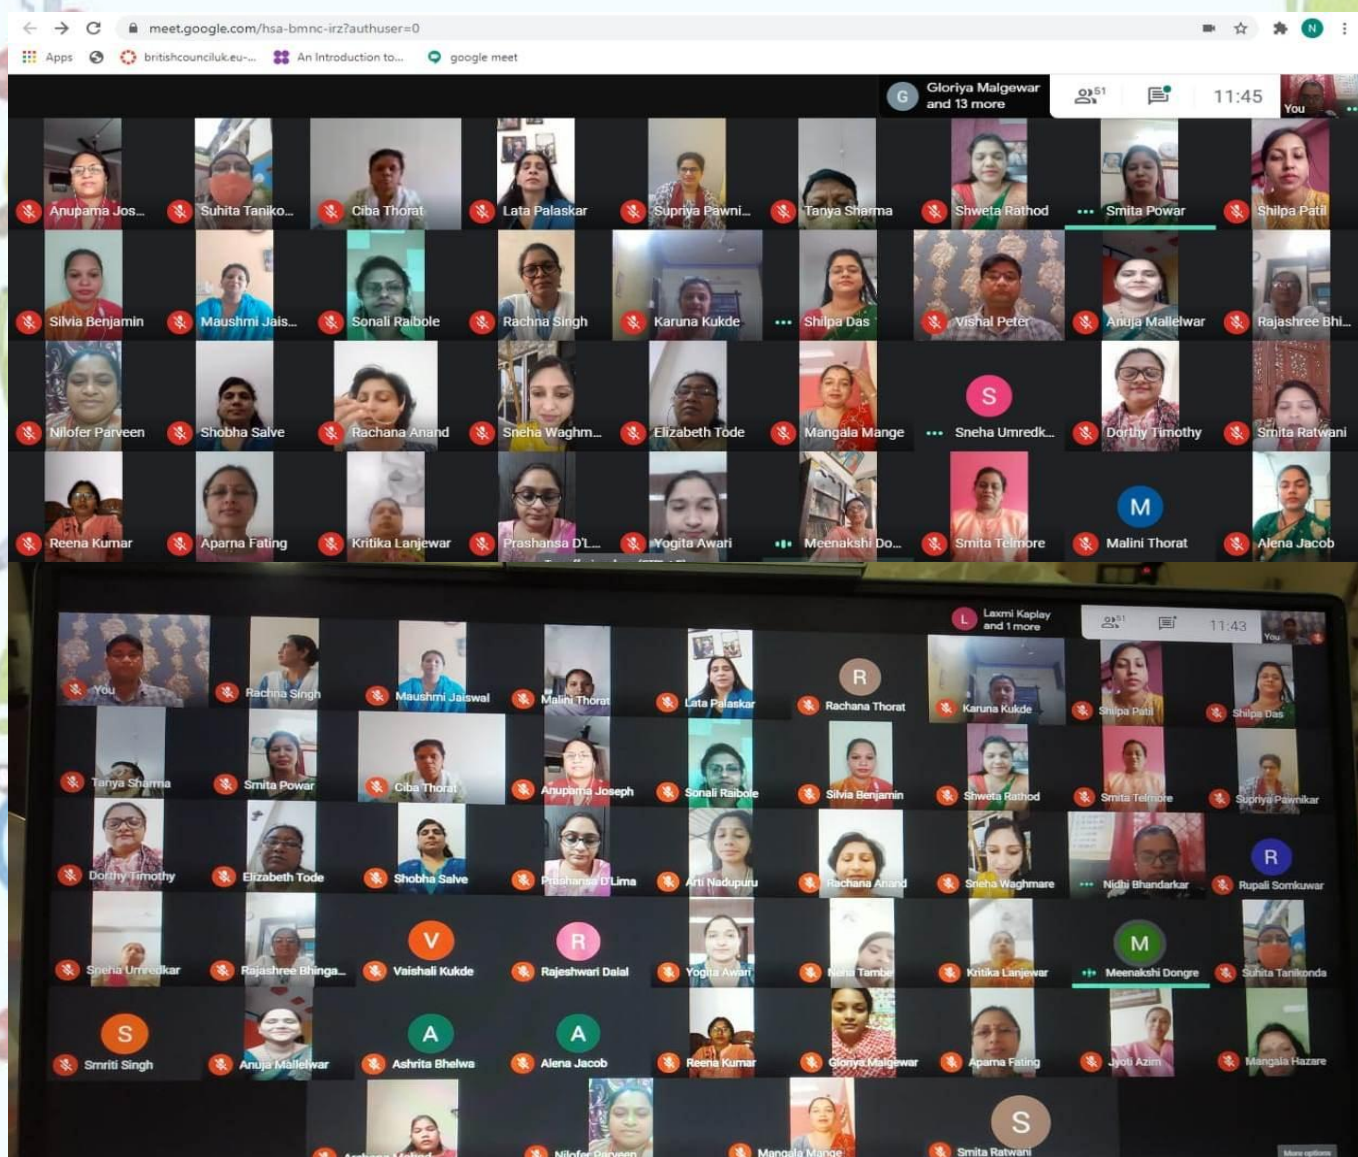 meet.google.com/hsa-bmnc-irz?authuser=0
N
Apps britishcounciluk.eu-... An Introduction to... google meet
G Gloriya Malgewar
and 13 more
51
11:45
You
Anupama Jos... Suhita Taniko... Ciba Thorat Lata Palaskar Supriya Pawni... Tanya Sharma Shweta Rathod Smita Powar Shilpa Patil
Silvia Benjamin Maushmi Jais... Sonali Raibole Rachna Singh Karuna Kukde Shilpa Das Vishal Peter Anuja Mallelwar Rajashree Bhi...
S
Nilofer Parveen Shobha Salve Rachana Anand Sneha Waghm... Elizabeth Tode Mangala Mange Sneha Umredk... Dorthy Timothy Smita Ratwani
M
Reena Kumar Aparna Fating Kritika Lanjewar Prashansa D'L... Yogita Awari Meenakshi Do... Smita Telmore Malini Thorat Alena Jacob
L Laxmi Kaplay
and 1 more
51
11:43
You
R
You Rachna Singh Maushmi Jaiswal Malini Thorat Lata Palaskar Rachana Thorat Karuna Kukde Shilpa Patil Shilpa Das
Tanya Sharma Smita Powar Ciba Thorat Anupama Joseph Sonali Raibole Silvia Benjamin Shweta Rathod Smita Telmore Supriya Pawnikar
R
Dorthy Timothy Elizabeth Tode Shobha Salve Prashansa D'Lima Arti Nadupuru Rachana Anand Sneha Waghmare Nidhi Bhandarkar Rupali Somkuwar
V R M
Sneha Umredkar Rajashree Bhinga... Vaishali Kukde Rajeshwari Dalal Yogita Awari Neha Tambe Kritika Lanjewar Meenakshi Dongre Suhita Tanikonda
S A A
Smriti Singh Anuja Mallelwar Ashrita Bhelwa Alena Jacob Reena Kumar Gloriya Malgewar Aparna Fating Jyoti Azim Mangala Hazare
S
Nilofer Parveen Mangala Mange Smita Ratwani
More options